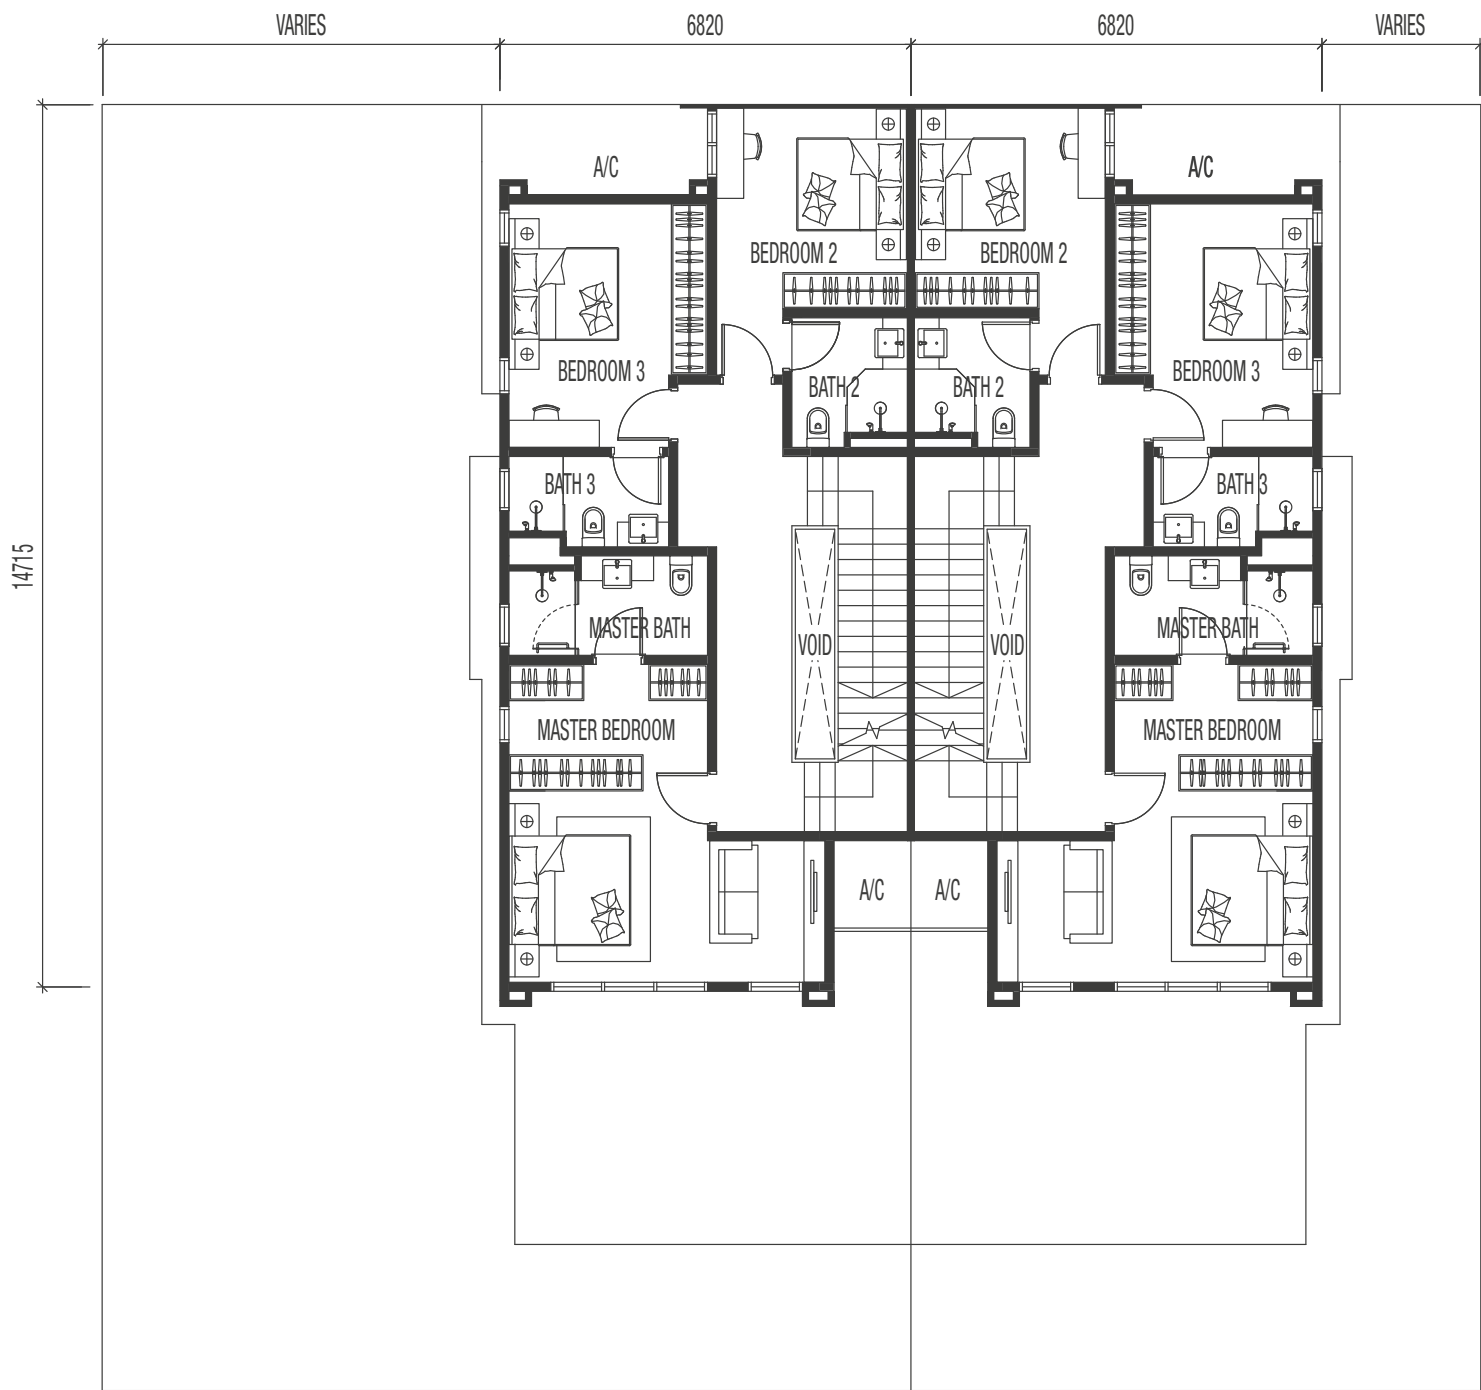 VARIES 6820 6820 VARIES
A/C A/C
BEDROOM 2 BEDROOM 2
BEDROOM 3 BEDROOM 3
BATH 2 BATH 2
BATH 3 BATH 3
14715
MASTER BATH MASTER BATH
VOID VOID
MASTER BEDROOM MASTER BEDROOM
A/C A/C